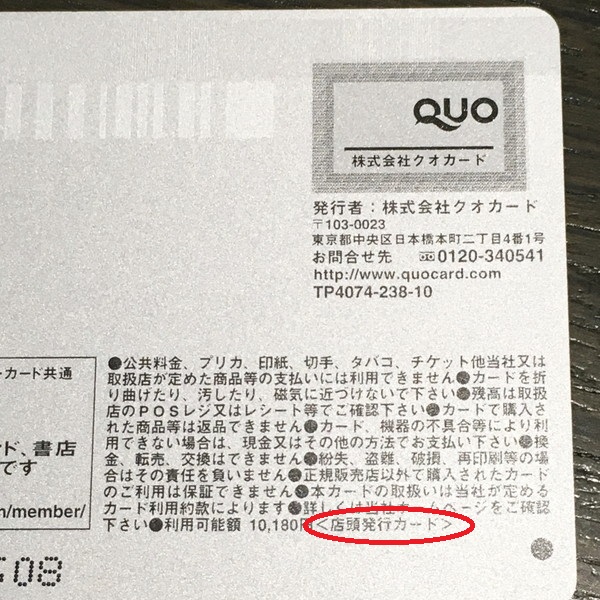 QUO
株式会社クオカード
発行者：株式会社クオカード
〒103-0023
東京都中央区日本橋本町二丁目4番1号
お問合せ先 0120-340541
http://www.quocard.com
TP4074-238-10
カード共通
ド、書店
です
n/member/
●公共料金、プリカ、印紙、切手、タバコ、チケット他当社又は
取扱店が定めた商品等の支払いには利用できません●カードを折
り曲げたり、汚したり、磁気に近づけないで下さい●残高は取扱
店のPOSレジ又はレシート等でご確認下さい●カードで購入さ
れた商品等は返品できません●カード、機器の不具合等により利
用できない場合は、現金又はその他の方法でお支払い下さい●換
金、転売、交換はできません●紛失、盗難、破損、再印刷等の場
合はその責任を負いません●正規販売店以外で購入されたカード
のご利用は保証できません●本カードの取扱いは当社が定める
カード利用約款によります●詳しくは当社ホームページをご確認
下さい●利用可能額 10,180円<店頭発行カード>
08